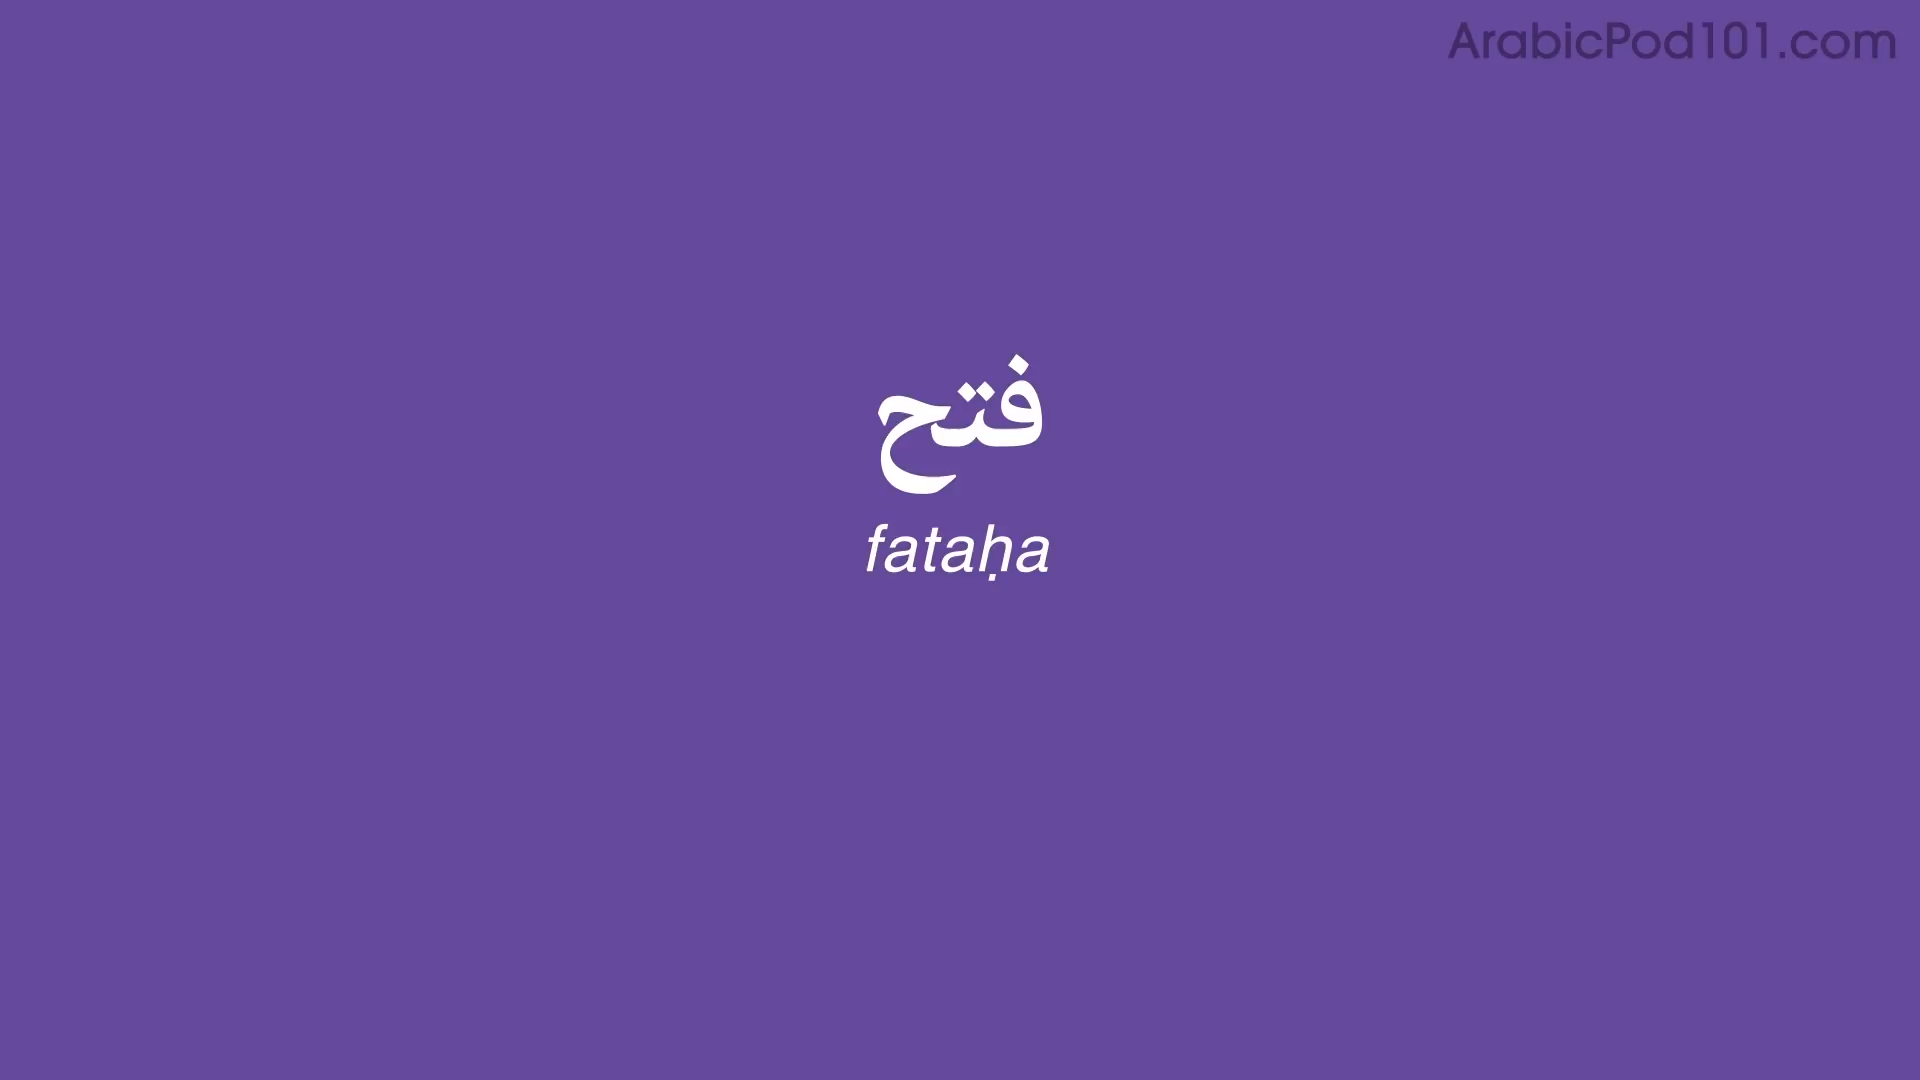 ArabicPod101.com
فتح
fataḥa